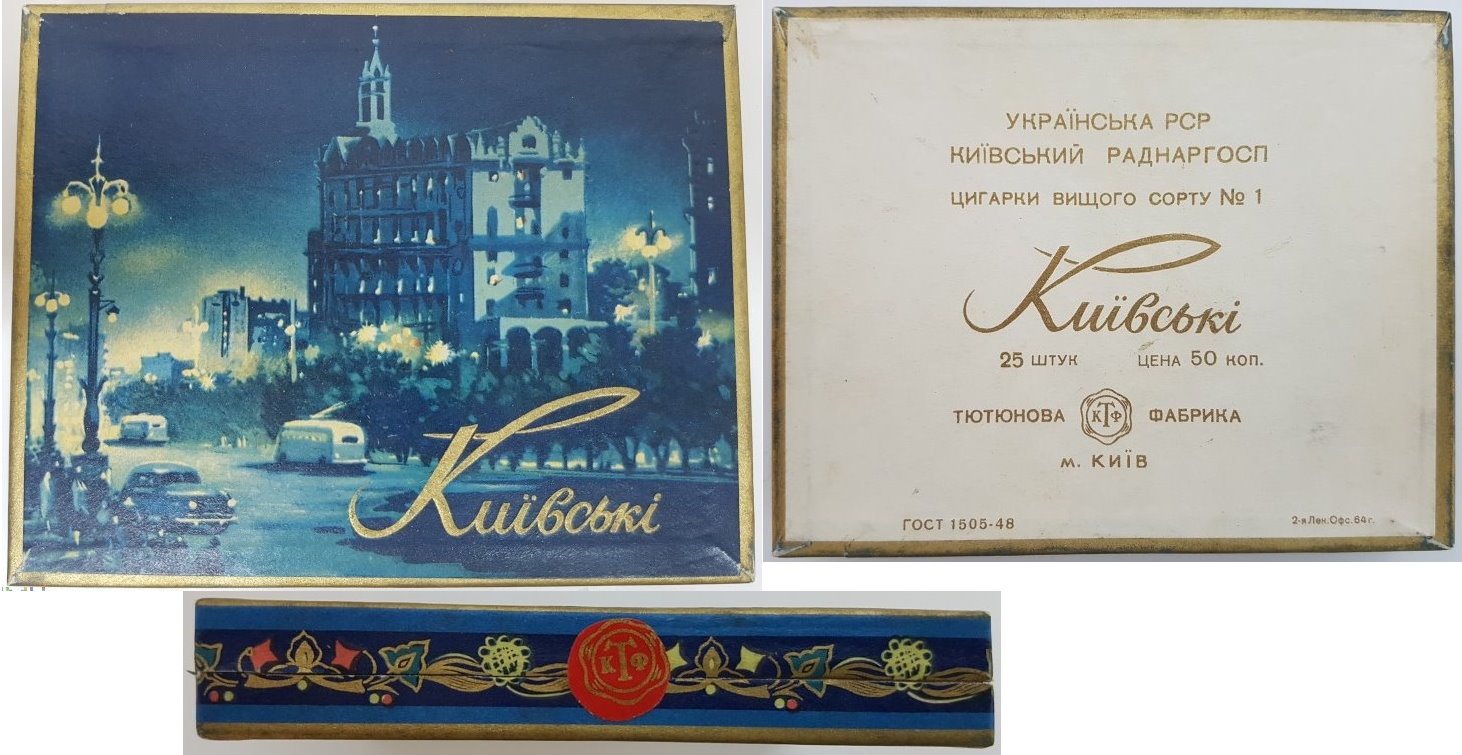 Київські
УКРАЇНСЬКА РСР
КИЇВСЬКИЙ РАДНАРГОСП
ЦИГАРКИ ВИЩОГО СОРТУ № 1
Київські
25 ШТУК ЦЕНА 50 КОП.
ТЮТЮНОВА КТФ ФАБРИКА
м. КИЇВ
ГОСТ 1505-48 2-я Лен.Офс.64г.
КТФ